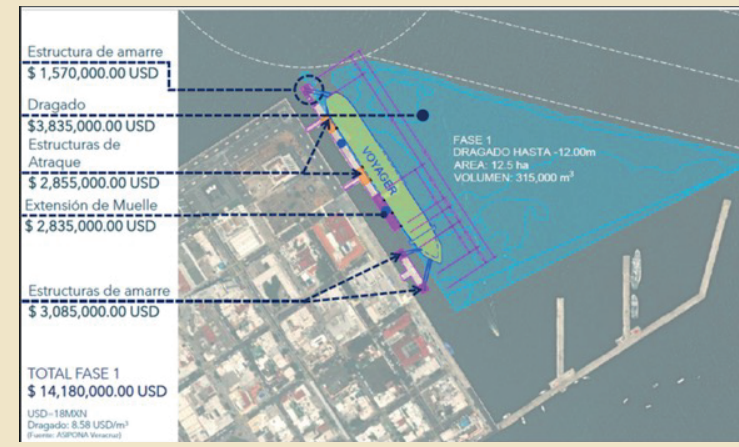 Estructura de amarre
$ 1,570,000.00 USD
Dragado
$3,835,000.00 USD
Estructuras de
Atraque
$ 2,855,000.00 USD
Extensión de Muelle
$ 2,835,000.00 USD
Estructuras de amarre
$ 3,085,000.00 USD
TOTAL FASE 1
$ 14,180,000.00 USD
USD~18MXN
Dragado: 8.58 USD/m³
(Fuente: ASIPONA Veracruz)
VOYAGER
FASE 1
DRAGADO HASTA -12.00m
AREA: 12.5 ha
VOLUMEN: 315,000 m³